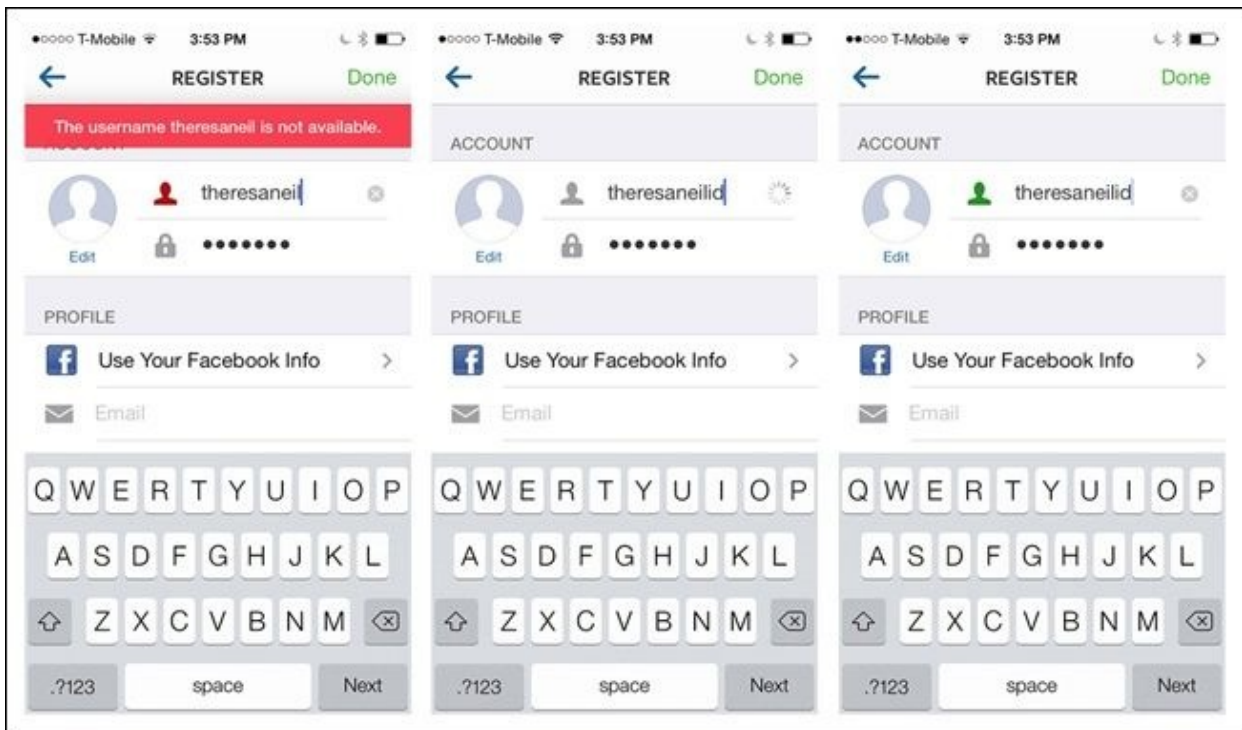 T-Mobile 3:53 PM
REGISTER Done
The username theresaneil is not available.
ACCOUNT
theresaneil
Edit
PROFILE
f Use Your Facebook Info
Email
Q W E R T Y U I O P
A S D F G H J K L
Z X C V B N M
.?123 space Next
T-Mobile 3:53 PM
REGISTER Done
ACCOUNT
theresaneilid
Edit
PROFILE
f Use Your Facebook Info
Email
Q W E R T Y U I O P
A S D F G H J K L
Z X C V B N M
.?123 space Next
T-Mobile 3:53 PM
REGISTER Done
ACCOUNT
theresaneilid
Edit
PROFILE
f Use Your Facebook Info
Email
Q W E R T Y U I O P
A S D F G H J K L
Z X C V B N M
.?123 space Next